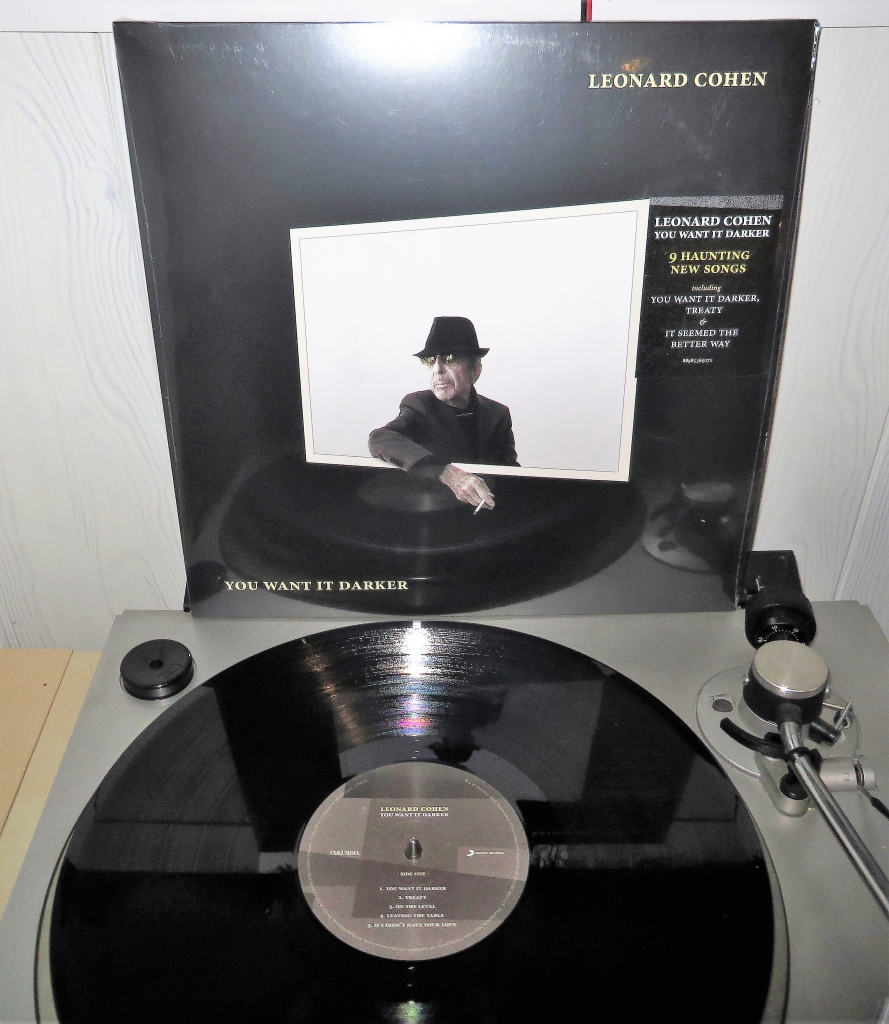 LEONARD COHEN
LEONARD COHEN
YOU WANT IT DARKER
9 HAUNTING
NEW SONGS
including
YOU WANT IT DARKER,
TREATY
&
IT SEEMED THE
BETTER WAY
88985365071
YOU WANT IT DARKER
LEONARD COHEN
YOU WANT IT DARKER
COLUMBIA
SIDE ONE
1. YOU WANT IT DARKER
2. TREATY
3. ON THE LEVEL
4. LEAVING THE TABLE
5. IF I DIDN'T HAVE YOUR LOVE